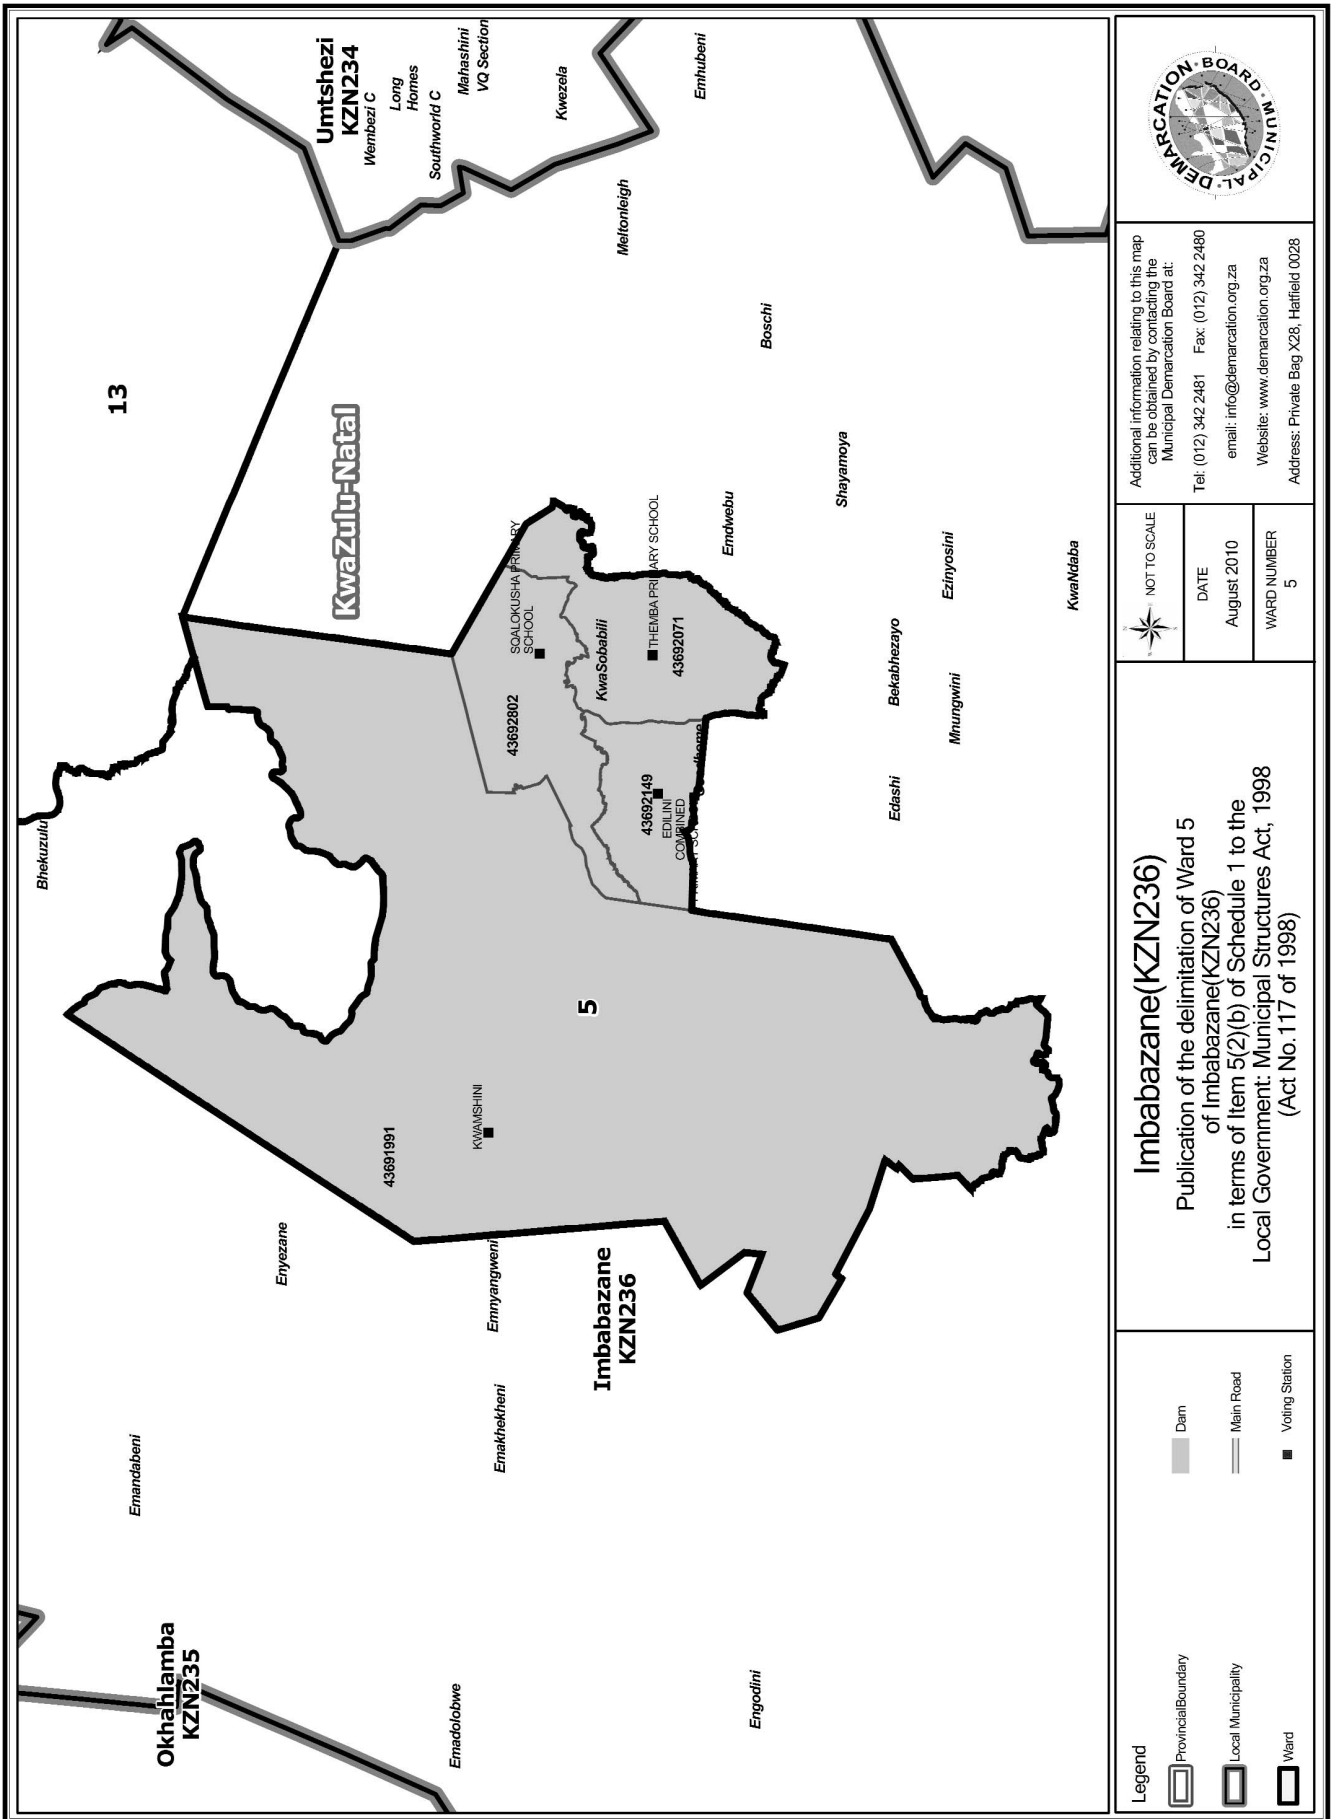 Bhekuzulu
13
Umtshezi
KZN234
Wembezi C
Long
Homes
Southworld C
Mahashini
VQ Section
Kwezela
Emhubeni
Okhahlamba
KZN235
Emandabeni
Enyezane
KwaZulu-Natal
Meltonleigh
43691991
KWAMSHINI
SQALOKUSHA PRIMARY
SCHOOL
43692802
KwaSobabili
THEMBA PRIMARY SCHOOL
43692071
43692149
EDILINI
COMBINED
5
Emnyangweni
Emakhekheni
Imbabazane
KZN236
Emadolobwe
Engodini
Boschi
Emdwebu
Shayamoya
Ezinyosini
Bekabhezayo
Edashi
Mnungwini
KwaNdaba
Legend
ProvincialBoundary
Local Municipality
Ward
Dam
Main Road
Voting Station
Imbabazane(KZN236)
Publication of the delimitation of Ward 5
of Imbabazane(KZN236)
in terms of Item 5(2)(b) of Schedule 1 to the
Local Government: Municipal Structures Act, 1998
(Act No.117 of 1998)
NOT TO SCALE
DATE
August 2010
WARD NUMBER
5
Additional information relating to this map
can be obtained by contacting the
Municipal Demarcation Board at:
Tel: (012) 342 2481 Fax: (012) 342 2480
email: info@demarcation.org.za
Website: www.demarcation.org.za
Address: Private Bag X28, Hatfield 0028
MUNICIPAL DEMARCATION BOARD